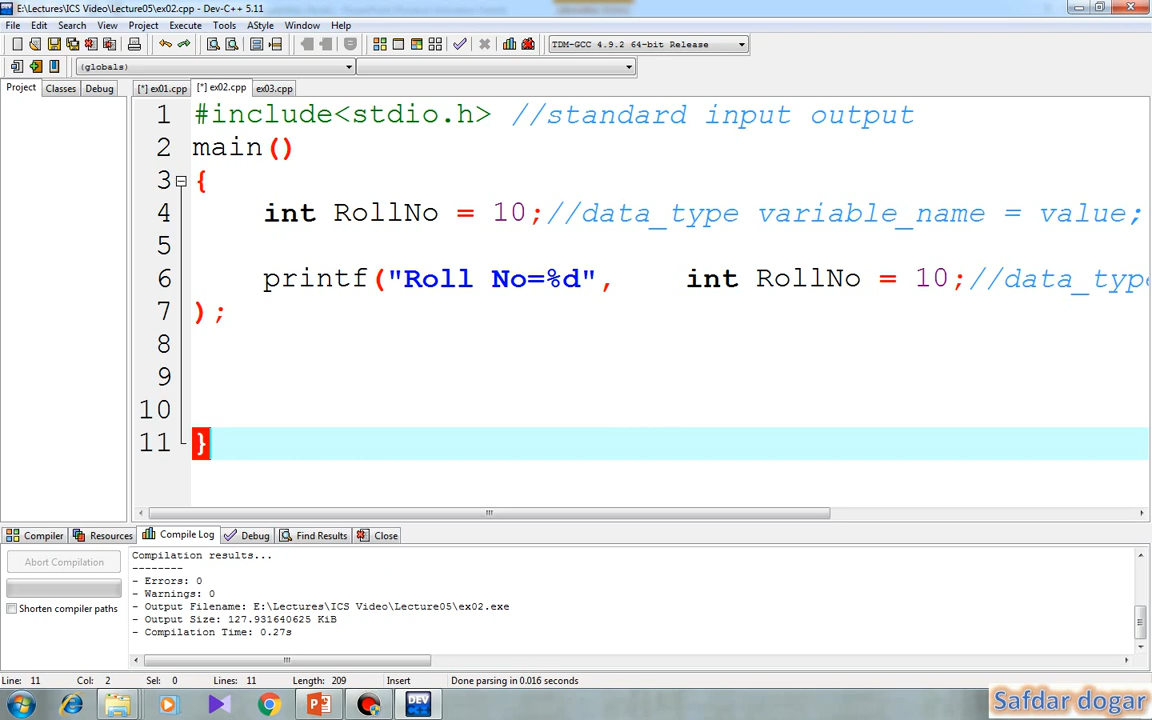 E:\Lectures\ICS Video\Lecture05\ex02.cpp - Dev-C++ 5.11
File Edit Search View Project Execute Tools AStyle Window Help
TDM-GCC 4.9.2 64-bit Release
(globals)
Project Classes Debug [*] ex01.cpp [*] ex02.cpp ex03.cpp
1 #include<stdio.h> //standard input output
2 main()
3 {
4 int RollNo = 10;//data_type variable_name = value;
5
6 printf("Roll No=%d", int RollNo = 10;//data_type
7 );
8
9
10
11 }
Compiler Resources Compile Log Debug Find Results Close
Abort Compilation
Shorten compiler paths
Compilation results...
--------
- Errors: 0
- Warnings: 0
- Output Filename: E:\Lectures\ICS Video\Lecture05\ex02.exe
- Output Size: 127.931640625 KiB
- Compilation Time: 0.27s
Line: 11 Col: 2 Sel: 0 Lines: 11 Length: 209 Insert Done parsing in 0.016 seconds
DEV
Safdar dogar